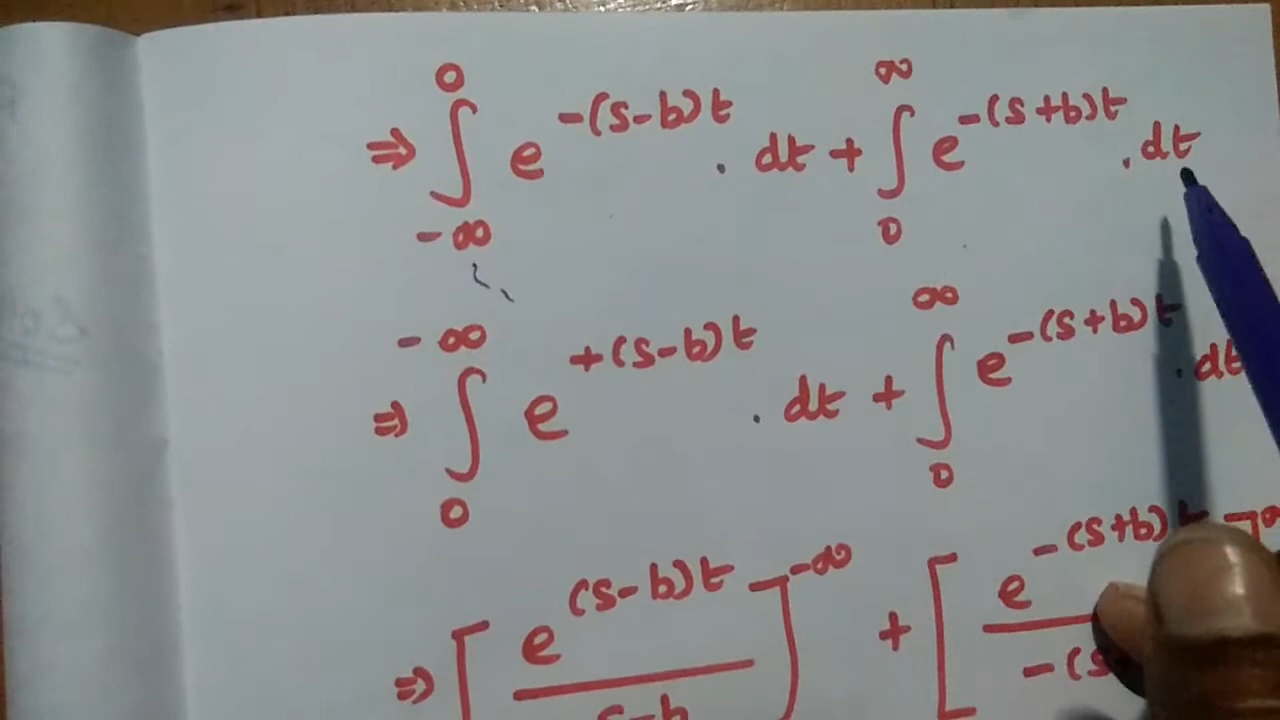 ⇒ ∫_{-∞}^{0} e^{-(s-b)t} . dt + ∫_{0}^{∞} e^{-(s+b)t} . dt
⇒ ∫_{0}^{-∞} e^{+(s-b)t} . dt + ∫_{0}^{∞} e^{-(s+b)t} . dt
⇒ [ e^{(s-b)t} / s-b ]^{-∞} + [ e^{-(s+b)t} / -(s